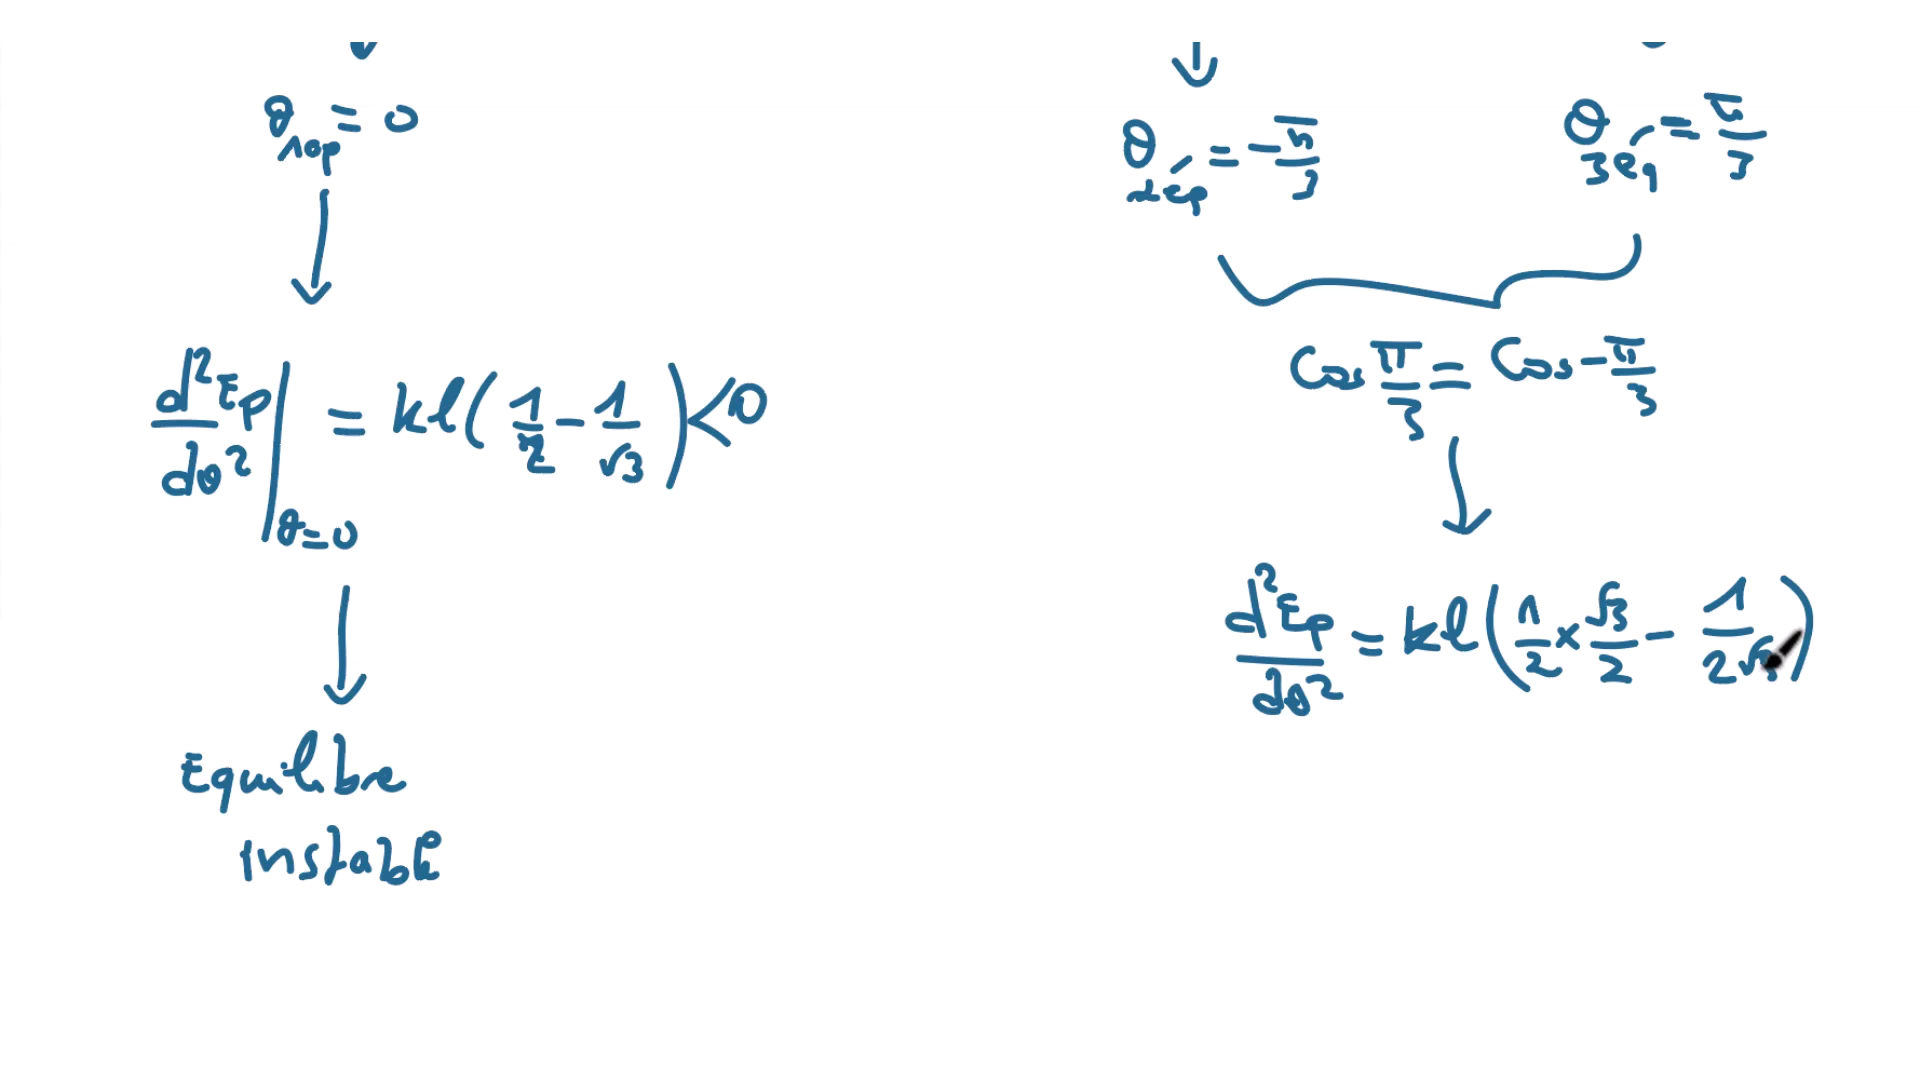 θ₁éq = 0
d²Ep/dθ² |θ=0 = kl(1/2 - 1/√3) < 0
Equilibre
instable
θ₂éq = -π/3
θ₃éq = π/3
Cos π/3 = Cos -π/3
d²Ep/dθ² = kl(1/2 × √3/2 - 1/2√3)